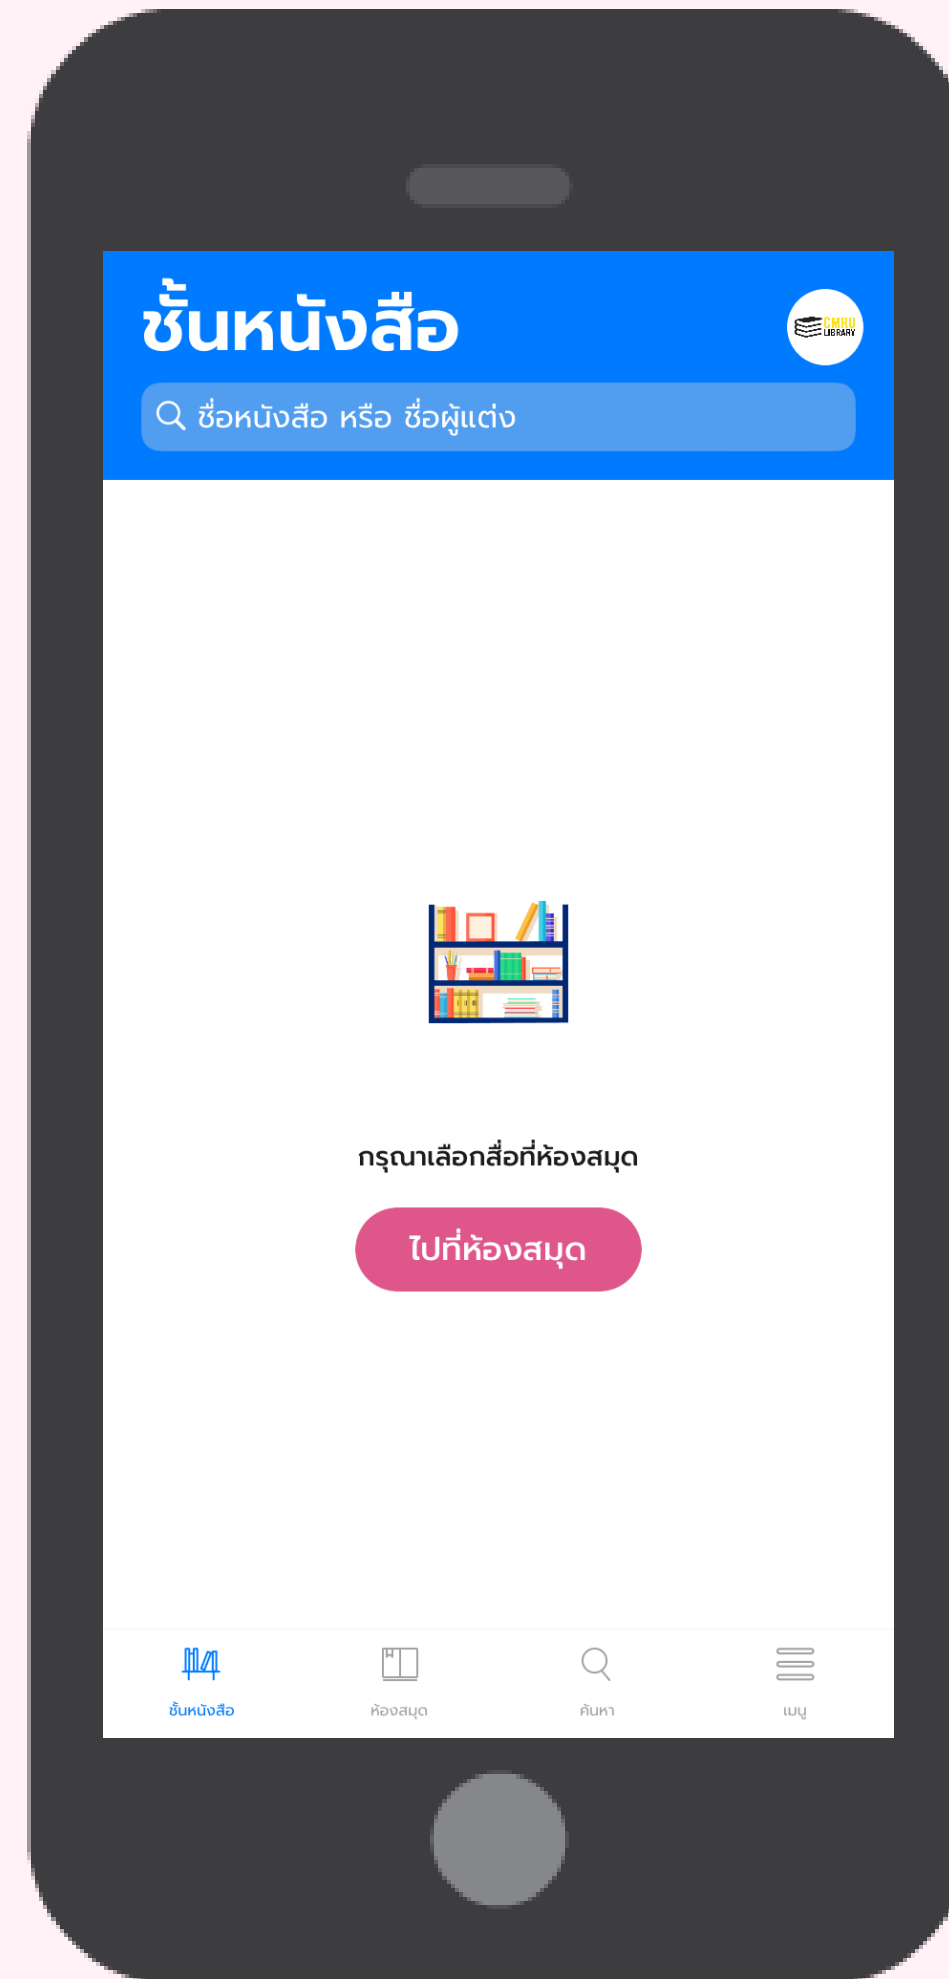 ชั้นหนังสือ
CMRU
LIBRARY
ชื่อหนังสือ หรือ ชื่อผู้แต่ง
กรุณาเลือกสื่อที่ห้องสมุด
ไปที่ห้องสมุด
ชั้นหนังสือ
ห้องสมุด
ค้นหา
เมนู